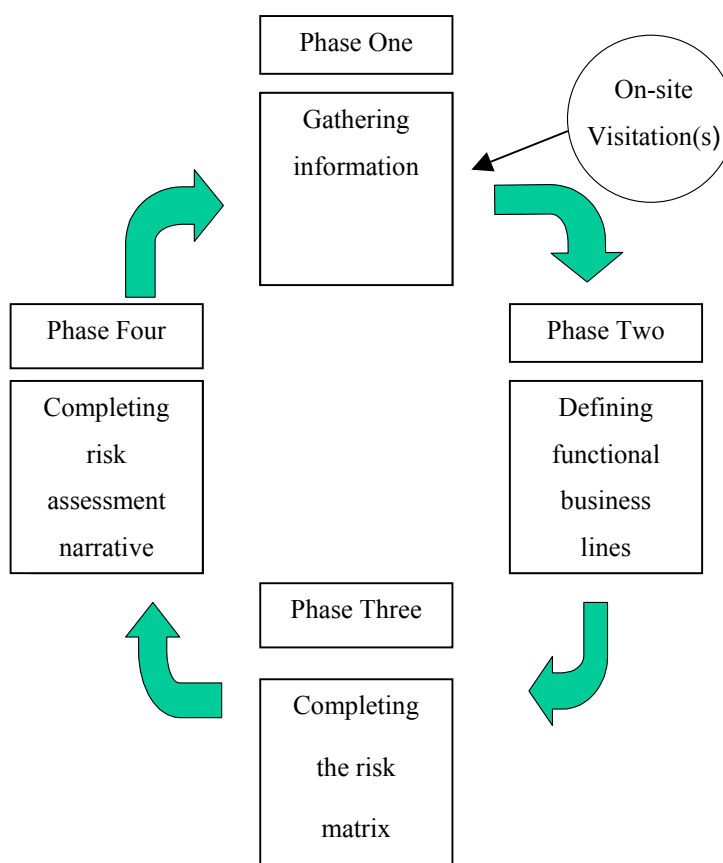 Phase One
Gathering
information
On-site
Visitation(s)
Phase Two
Defining
functional
business
lines
Phase Three
Completing
the risk
matrix
Phase Four
Completing
risk
assessment
narrative